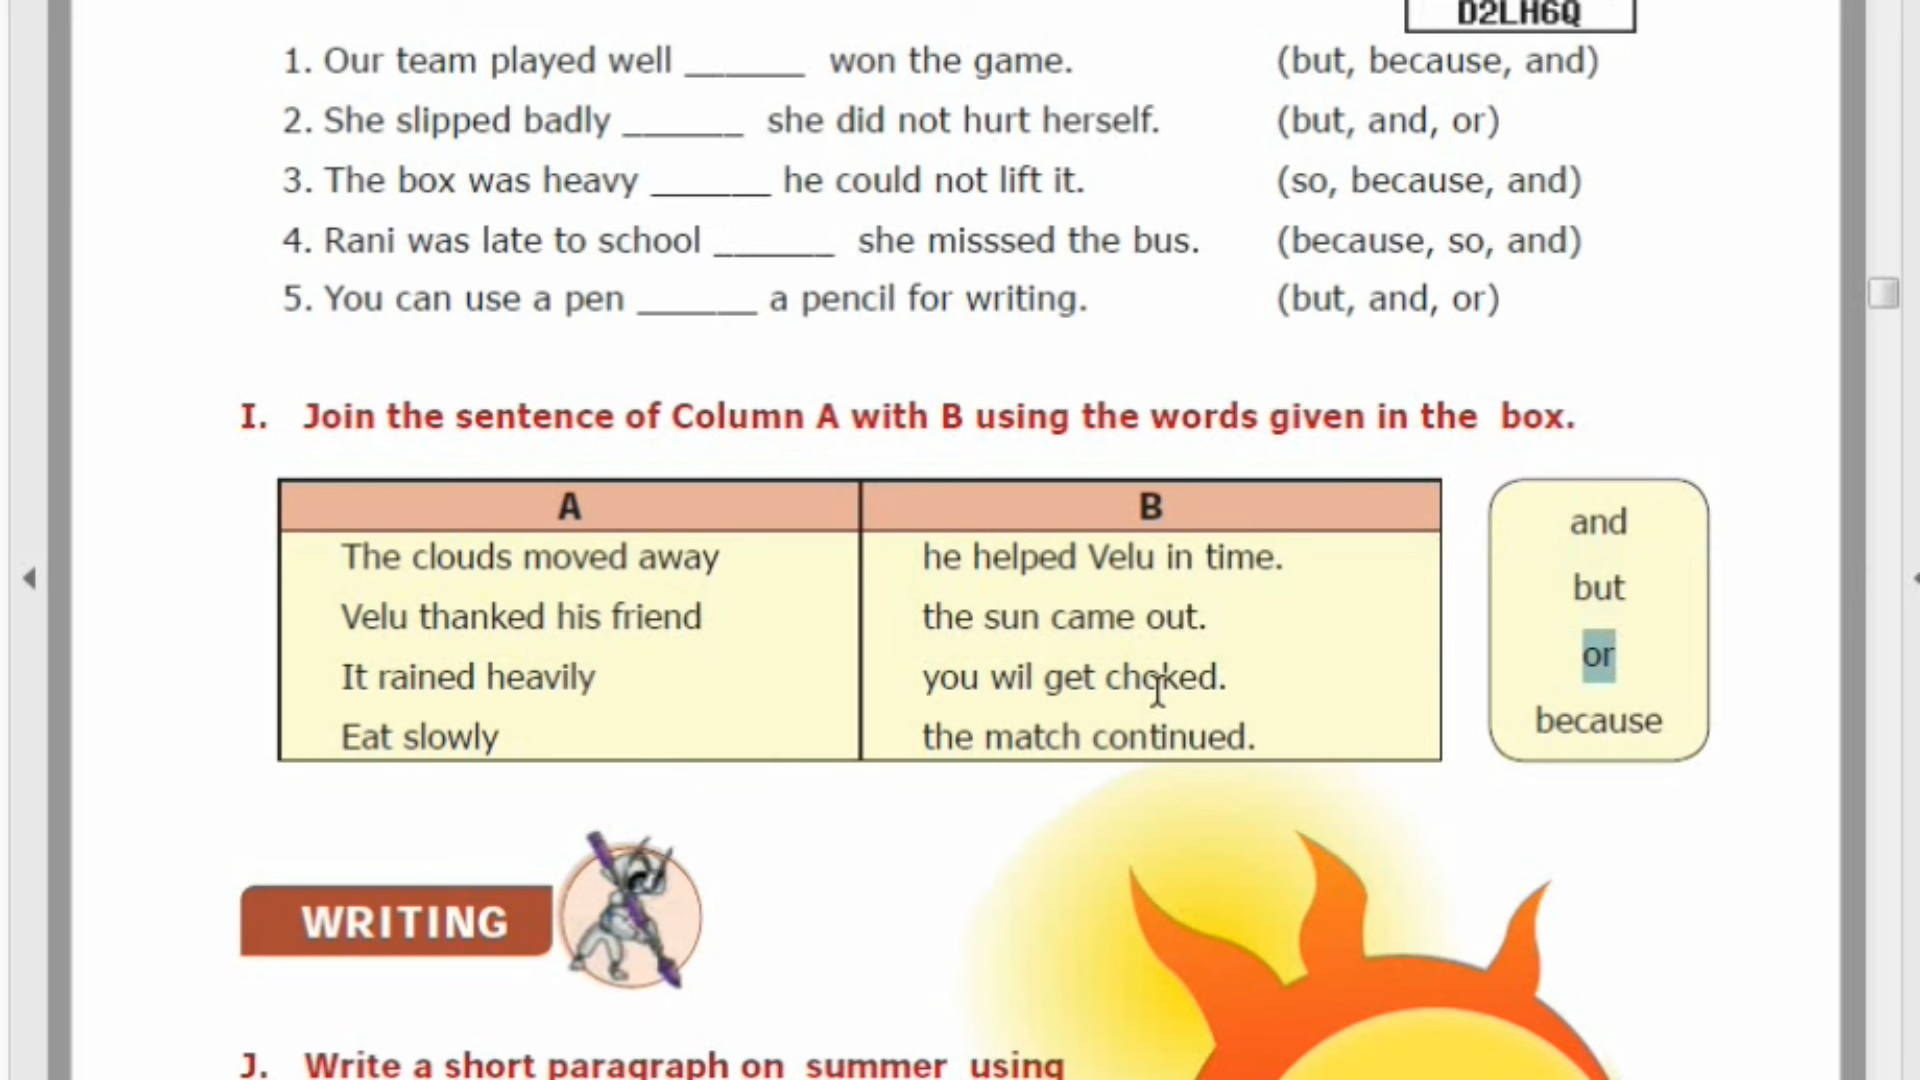 D2LH6Q
1. Our team played well ______ won the game. (but, because, and)
2. She slipped badly ______ she did not hurt herself. (but, and, or)
3. The box was heavy ______ he could not lift it. (so, because, and)
4. Rani was late to school ______ she misssed the bus. (because, so, and)
5. You can use a pen ______ a pencil for writing. (but, and, or)
I. Join the sentence of Column A with B using the words given in the box.
A B
The clouds moved away he helped Velu in time.
Velu thanked his friend the sun came out.
It rained heavily you wil get choked.
Eat slowly the match continued.
and
but
or
because
WRITING
J. Write a short paragraph on summer using